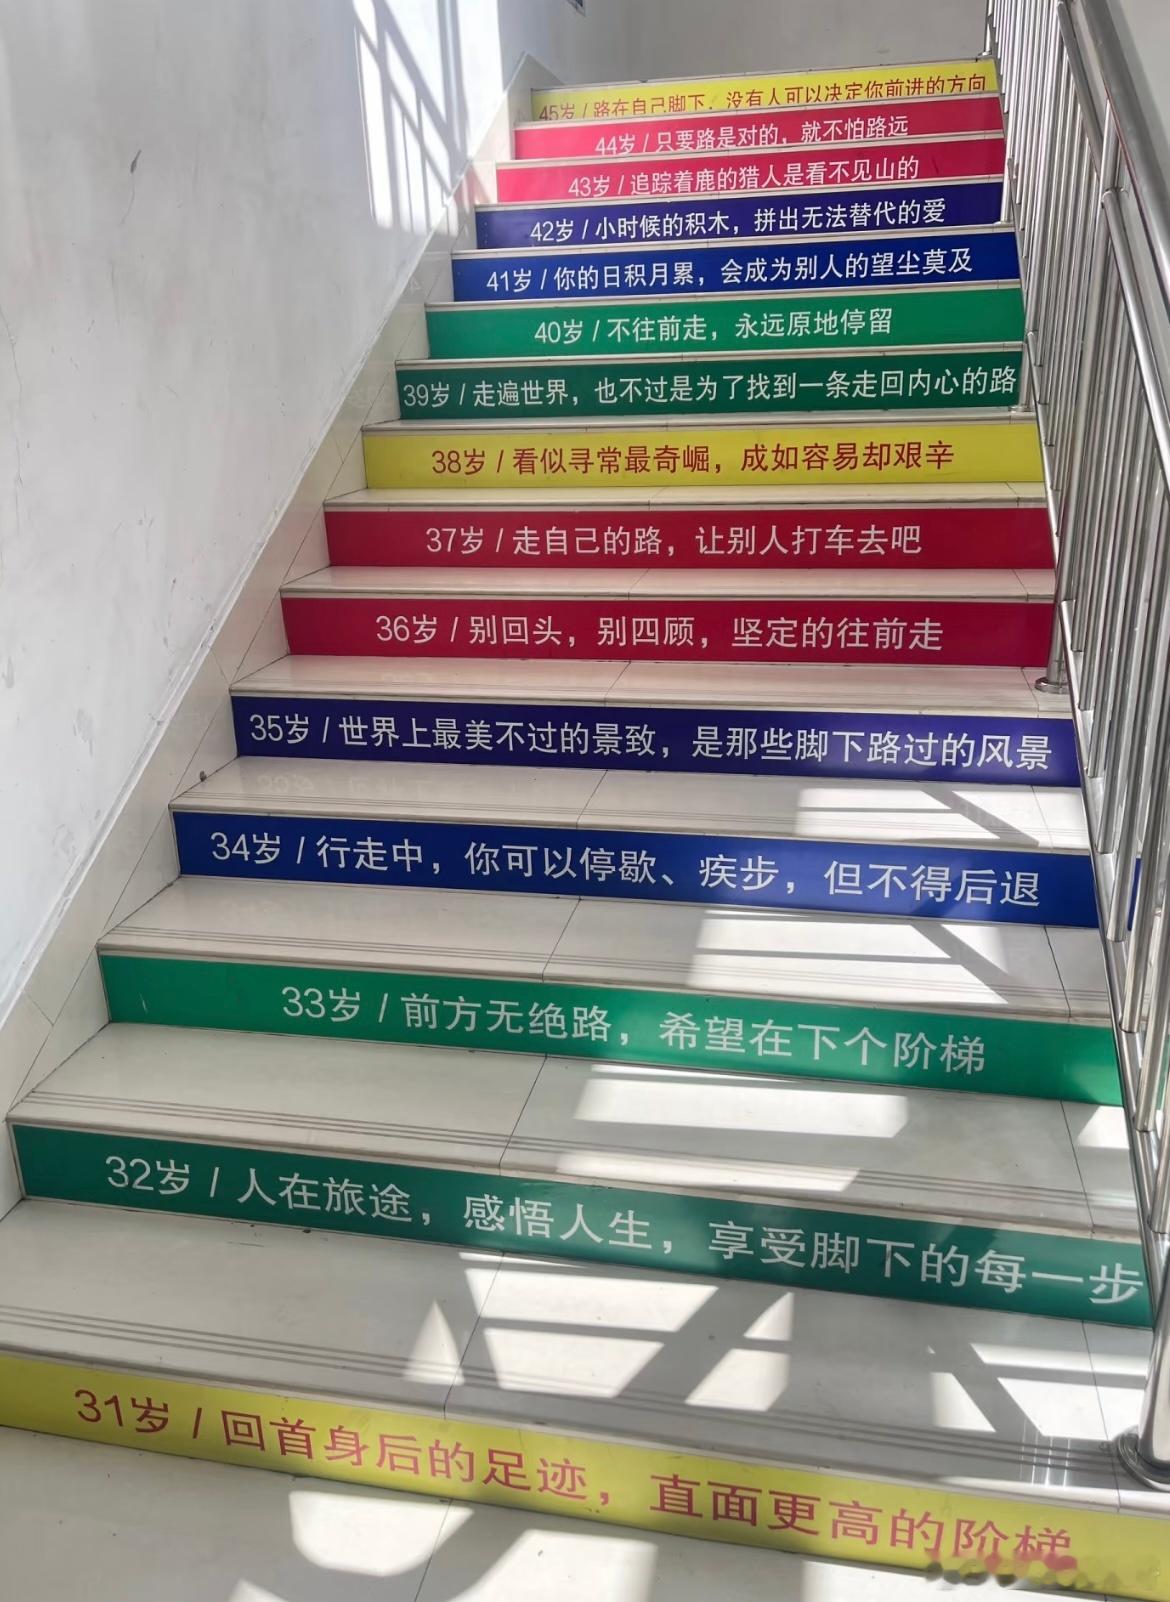 45岁 / 路在自己脚下，没有人可以决定你前进的方向
44岁 / 只要路是对的，就不怕路远
43岁 / 追踪着鹿的猎人是看不见山的
42岁 / 小时候的积木，拼出无法替代的爱
41岁 / 你的日积月累，会成为别人的望尘莫及
40岁 / 不往前走，永远原地停留
39岁 / 走遍世界，也不过是为了找到一条走回内心的路
38岁 / 看似寻常最奇崛，成如容易却艰辛
37岁 / 走自己的路，让别人打车去吧
36岁 / 别回头，别四顾，坚定的往前走
35岁 / 世界上最美不过的景致，是那些脚下路过的风景
34岁 / 行走中，你可以停歇、疾步，但不得后退
33岁 / 前方无绝路，希望在下个阶梯
32岁 / 人在旅途，感悟人生，享受脚下的每一步
31岁 / 回首身后的足迹，直面更高的阶梯